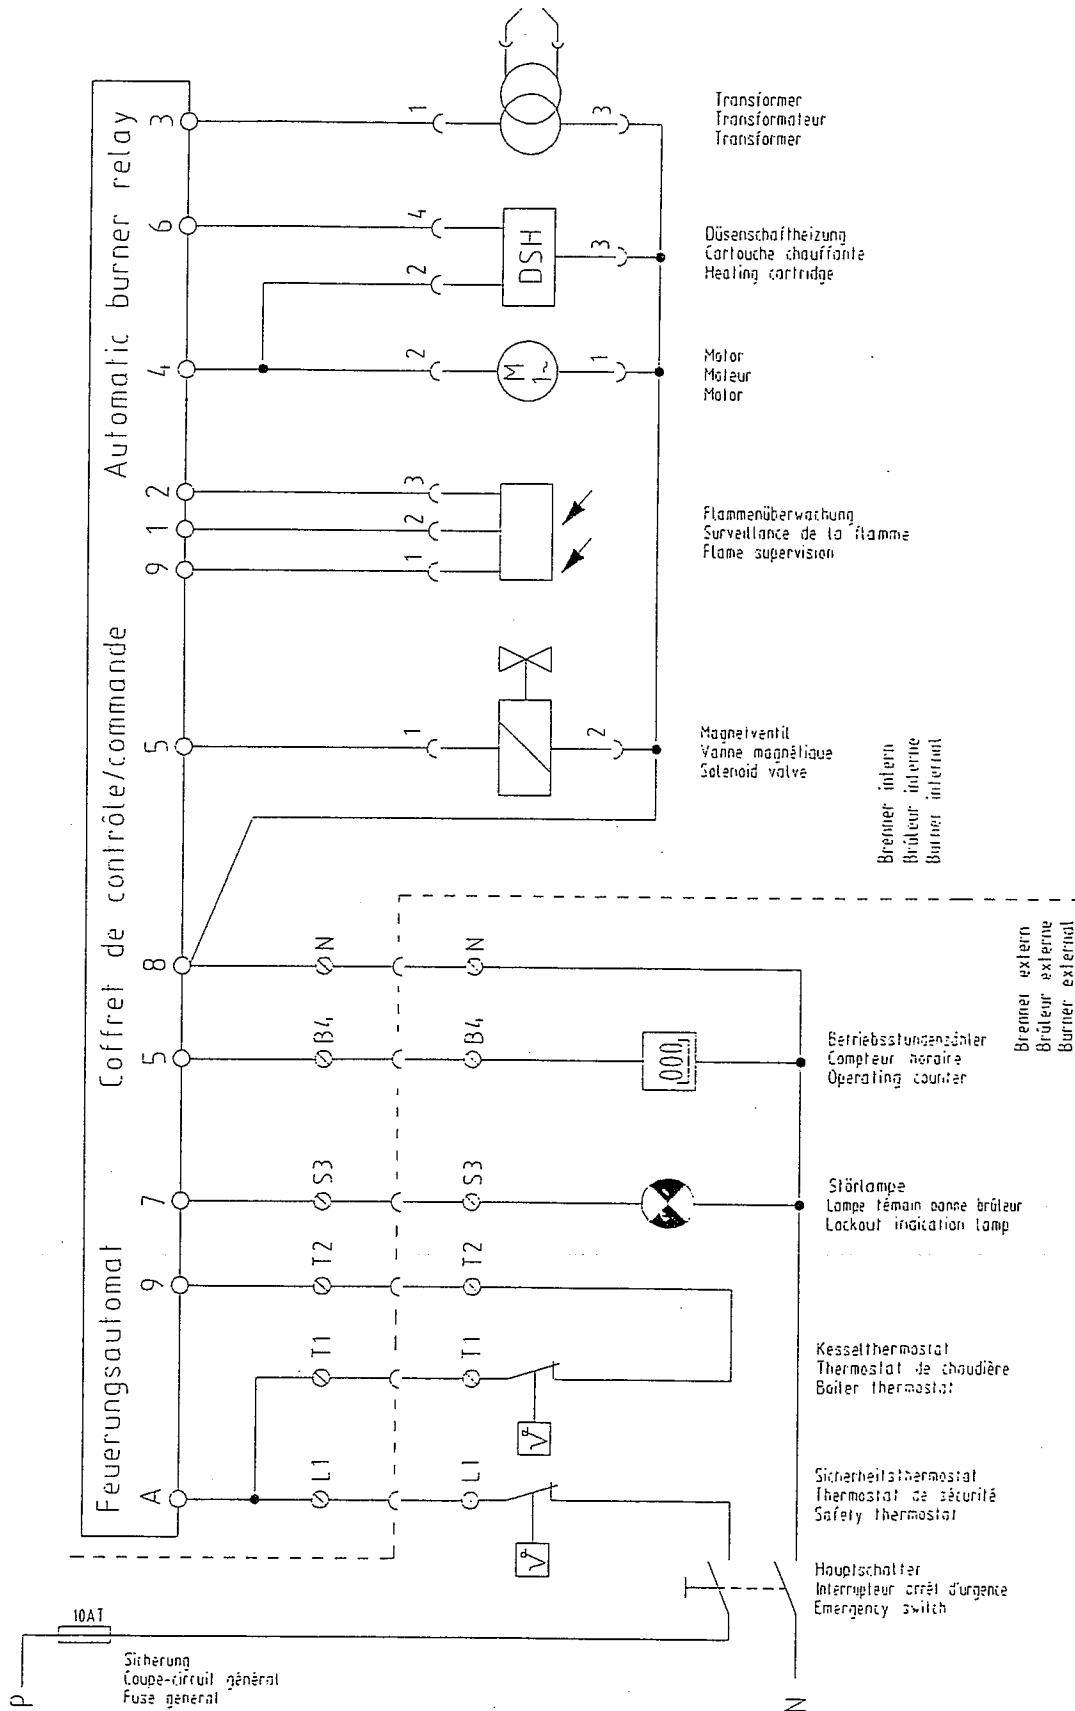 Automatic burner relay
Coffret de contrôle/commande
Feuerungsautomat
3
6
4
2
1
9
5
8
5
7
9
A
1
3
Transformer
Transformateur
Transformer
4
2
DSH
3
Düsenschaftheizung
Cartouche chauffante
Heating cartridge
2
M
1~
1
Motor
Moteur
Motor
3
2
1
Flammenüberwachung
Surveillance de la flamme
Flame supervision
1
2
Magnetventil
Vanne magnétique
Solenoid valve
Brenner intern
Brûleur interne
Burner internal
Brenner extern
Brûleur externe
Burner external
N
N
B4
B4
000
Betriebsstundenzähler
Compteur horaire
Operating counter
S3
S3
Störlampe
Lampe témain panne brûleur
Lockout indication lamp
T2
T2
T1
T1
Kesselthermostat
Thermostat de chaudière
Boiler thermostat
L1
L1
Sicherheitsthermostat
Thermostat de sécurité
Safety thermostat
Hauptschalter
Interrupteur arrêt d'urgence
Emergency switch
10AT
Sicherung
Coupe-circuit général
Fuse general
P
N